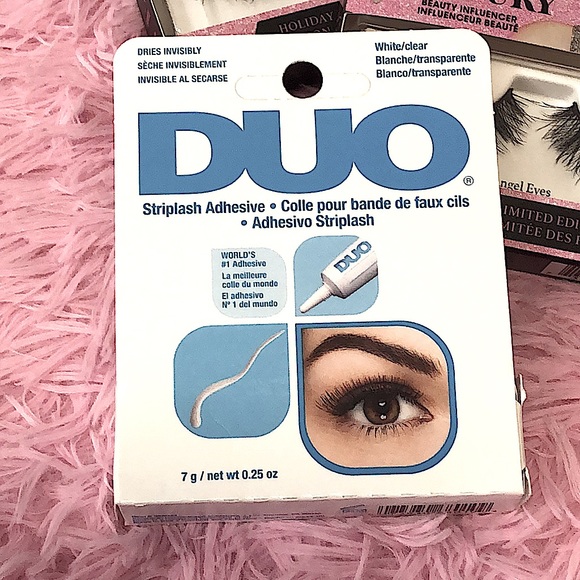 HOLIDAY
URY
BEAUTY INFLUENCER
INFLUENCEUR BEAUTÉ
DRIES INVISIBLY
SÈCHE INVISIBLEMENT
INVISIBLE AL SECARSE
White/clear
Blanche/transparente
Blanco/transparente
DUO®
Striplash Adhesive • Colle pour bande de faux cils
• Adhesivo Striplash
ngel Eyes
IMITED EDI
MITÉE DES F
WORLD'S
#1 Adhesive
La meilleure
colle du monde
El adhesivo
Nº 1 del mundo
DUO
7 g / net wt 0.25 oz